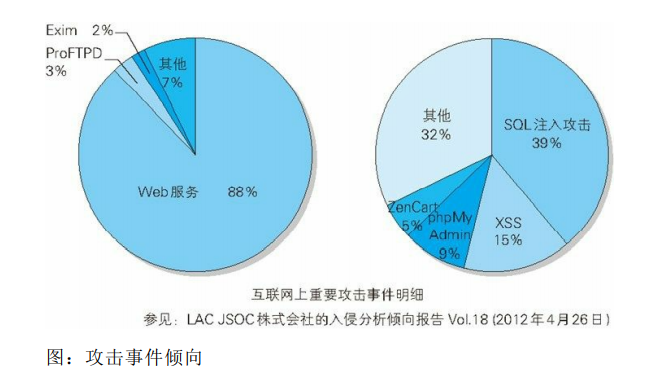 Exim 2%
ProFTPD
3%
其他
7%
Web服务 88%
其他
32%
SQL注入攻击
39%
ZenCart
5%
phpMy
Admin
9%
XSS
15%
互联网上重要攻击事件明细
参见：LAC JSOC株式会社的入侵分析倾向报告 Vol.18 (2012年4月26日)
图：攻击事件倾向